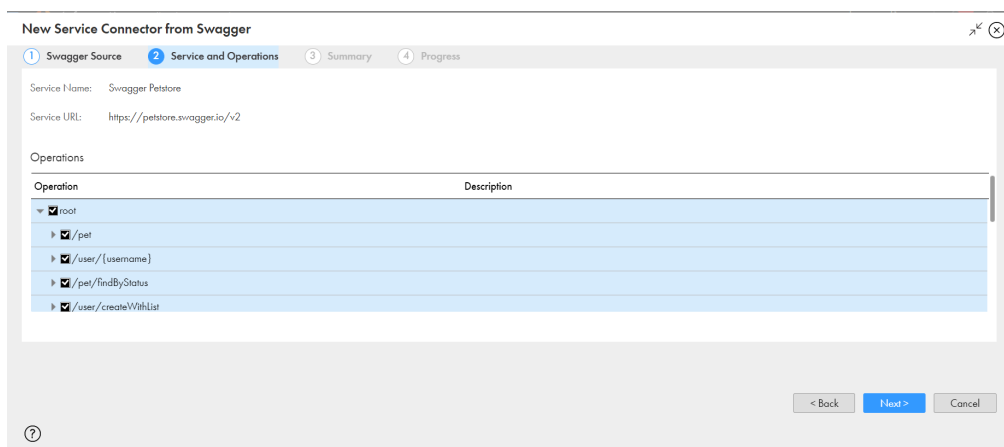 New Service Connector from Swagger
1 Swagger Source 2 Service and Operations 3 Summary 4 Progress
Service Name: Swagger Petstore
Service URL: https://petstore.swagger.io/v2
Operations
Operation Description
root
/pet
/user/{username}
/pet/findByStatus
/user/createWithList
< Back Next > Cancel
?